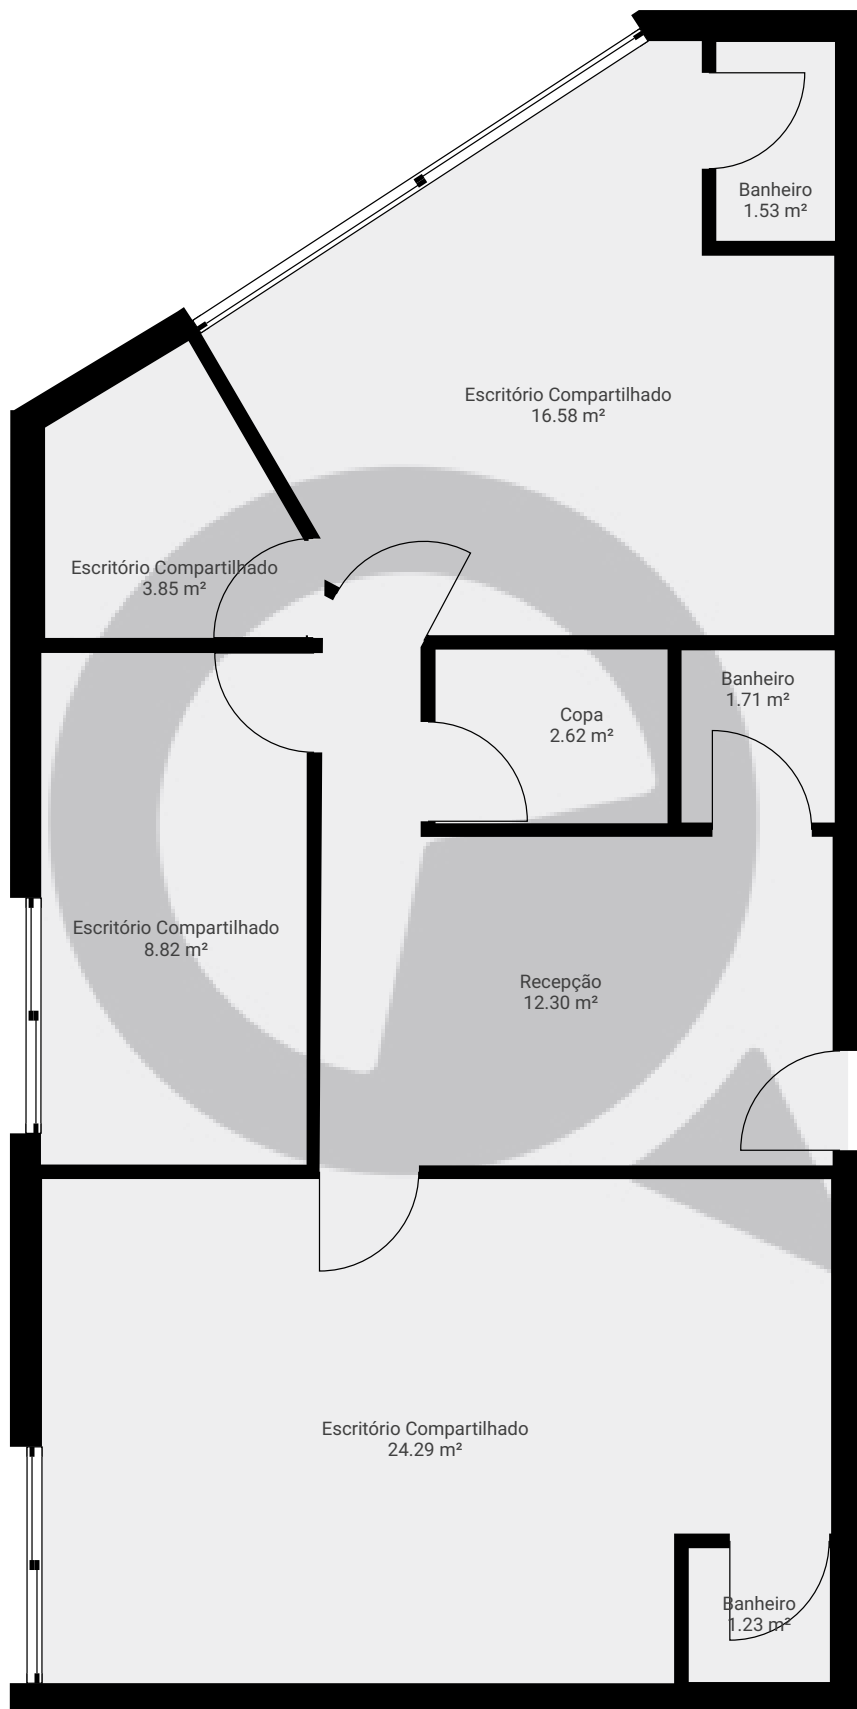 Banheiro
1.53 m²
Escritório Compartilhado
16.58 m²
Escritório Compartilhado
3.85 m²
Banheiro
1.71 m²
Copa
2.62 m²
Escritório Compartilhado
8.82 m²
Recepção
12.30 m²
Escritório Compartilhado
24.29 m²
Banheiro
1.23 m²